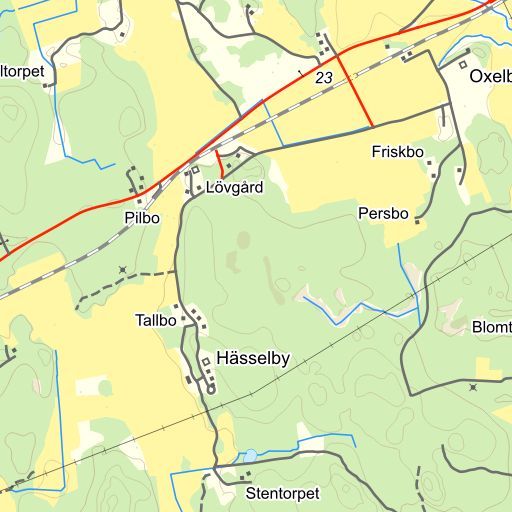 ltorpet
23
Oxelb
Friskbo
Lövgård
Persbo
Pilbo
Tallbo
Blomt
Hässelby
Stentorpet